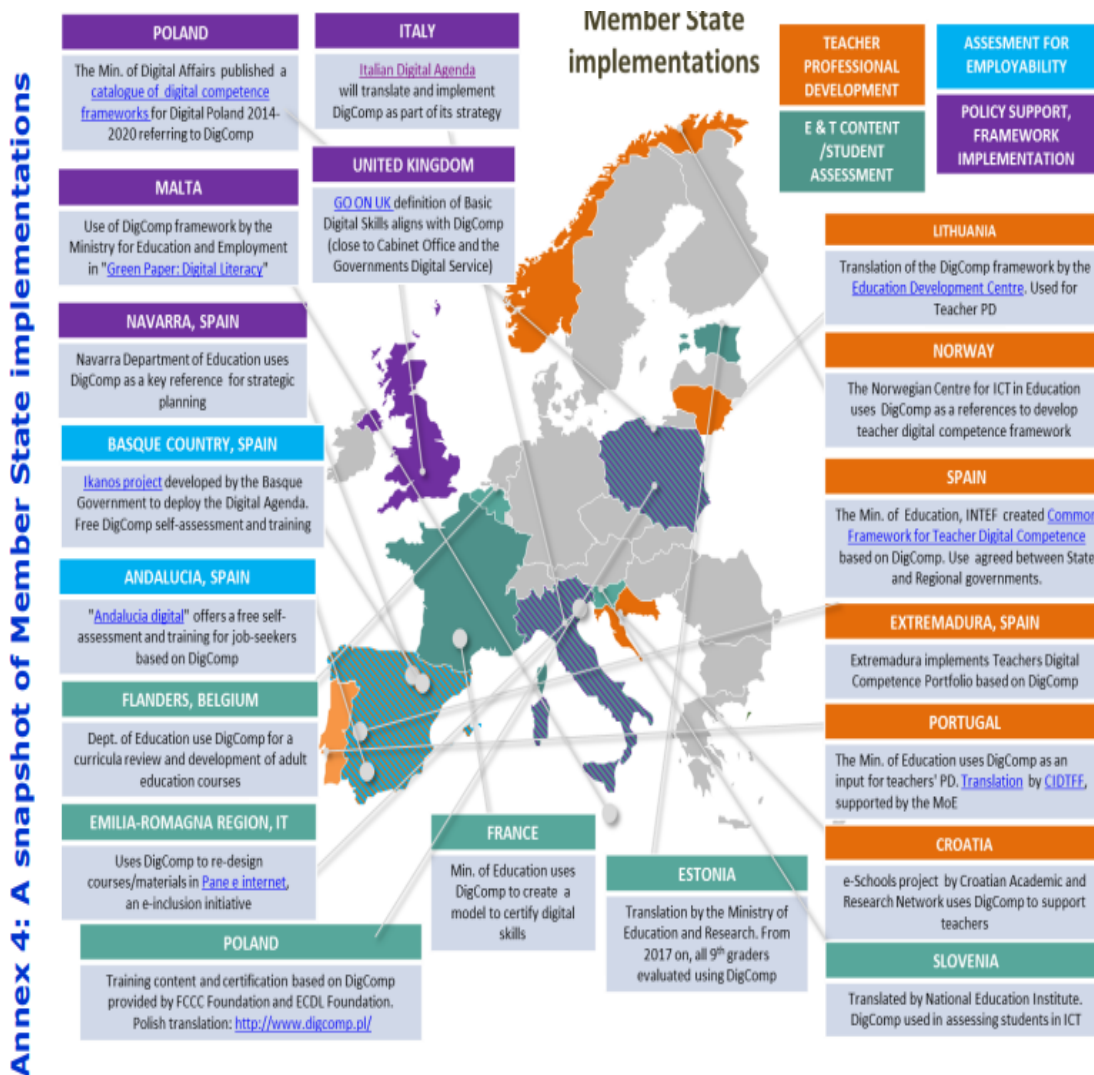 Annex 4: A snapshot of Member State implementations
Member State
implementations
TEACHER
PROFESSIONAL
DEVELOPMENT
ASSESMENT FOR
EMPLOYABILITY
E & T CONTENT
/STUDENT
ASSESSMENT
POLICY SUPPORT,
FRAMEWORK
IMPLEMENTATION
POLAND
The Min. of Digital Affairs published a
catalogue of digital competence
frameworks for Digital Poland 2014-
2020 referring to DigComp
ITALY
Italian Digital Agenda
will translate and implement
DigComp as part of its strategy
UNITED KINGDOM
GO ON UK definition of Basic
Digital Skills aligns with DigComp
(close to Cabinet Office and the
Governments Digital Service)
MALTA
Use of DigComp framework by the
Ministry for Education and Employment
in "Green Paper: Digital Literacy"
NAVARRA, SPAIN
Navarra Department of Education uses
DigComp as a key reference for strategic
planning
BASQUE COUNTRY, SPAIN
Ikanos project developed by the Basque
Government to deploy the Digital Agenda.
Free DigComp self-assessment and training
ANDALUCIA, SPAIN
"Andalucia digital" offers a free self-
assessment and training for job-seekers
based on DigComp
FLANDERS, BELGIUM
Dept. of Education use DigComp for a
curricula review and development of adult
education courses
EMILIA-ROMAGNA REGION, IT
Uses DigComp to re-design
courses/materials in Pane e internet,
an e-inclusion initiative
POLAND
Training content and certification based on DigComp
provided by FCCC Foundation and ECDL Foundation.
Polish translation: http://www.digcomp.pl/
FRANCE
Min. of Education uses
DigComp to create a
model to certify digital
skills
ESTONIA
Translation by the Ministry of
Education and Research. From
2017 on, all 9th graders
evaluated using DigComp
LITHUANIA
Translation of the DigComp framework by the
Education Development Centre. Used for
Teacher PD
NORWAY
The Norwegian Centre for ICT in Education
uses DigComp as a references to develop
teacher digital competence framework
SPAIN
The Min. of Education, INTEF created Common
Framework for Teacher Digital Competence
based on DigComp. Use agreed between State
and Regional governments.
EXTREMADURA, SPAIN
Extremadura implements Teachers Digital
Competence Portfolio based on DigComp
PORTUGAL
The Min. of Education uses DigComp as an
input for teachers' PD. Translation by CIDTFF,
supported by the MoE
CROATIA
e-Schools project by Croatian Academic and
Research Network uses DigComp to support
teachers
SLOVENIA
Translated by National Education Institute.
DigComp used in assessing students in ICT